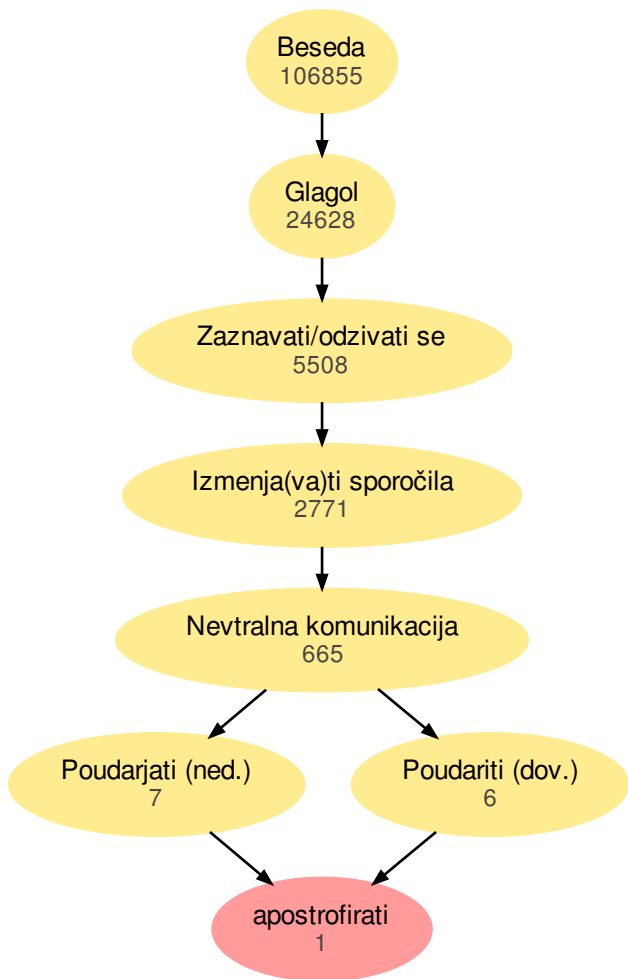 Beseda
106855
Glagol
24628
Zaznavati/odzivati se
5508
Izmenja(va)ti sporočila
2771
Nevtralna komunikacija
665
Poudarjati (ned.)
7
Poudariti (dov.)
6
apostrofirati
1